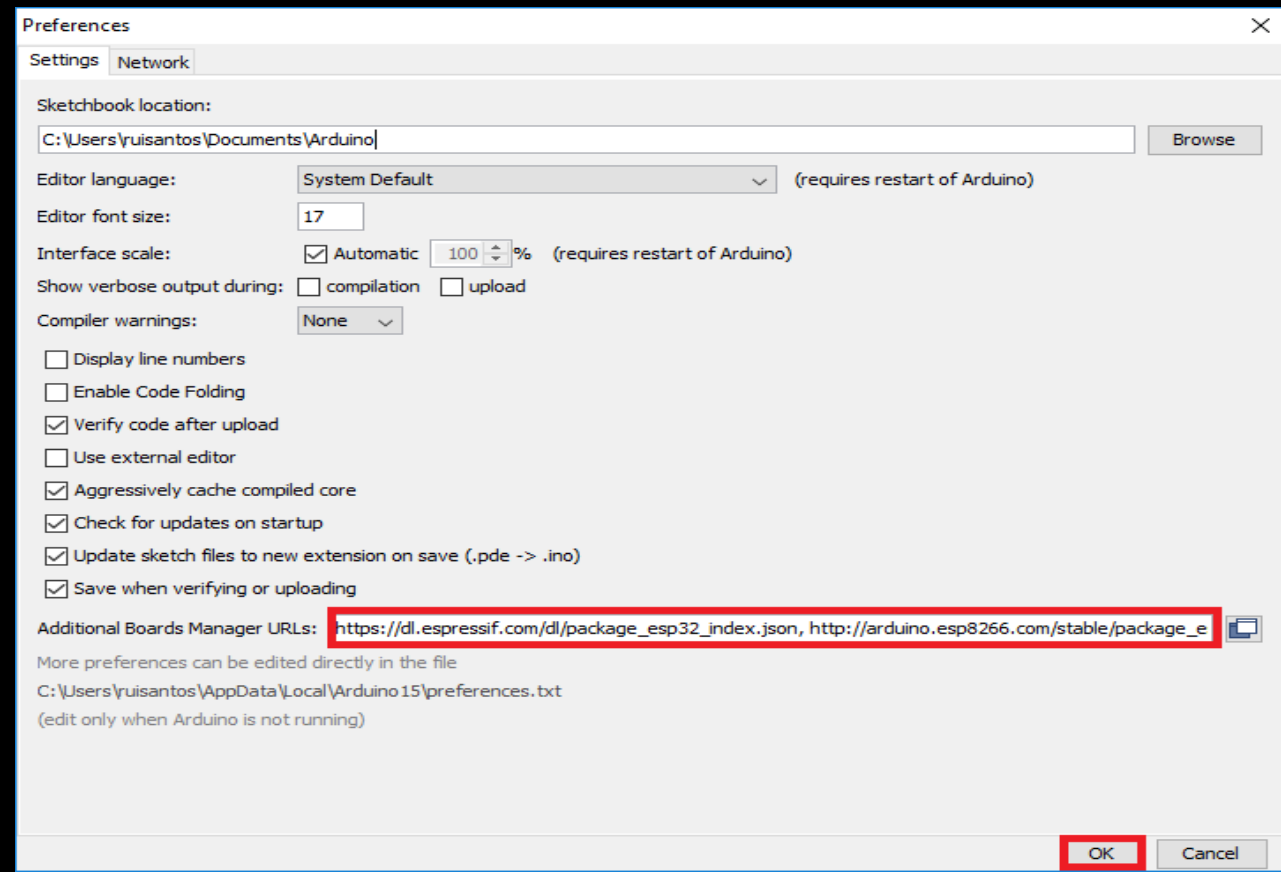 Preferences
Settings Network
Sketchbook location:
C:\Users\ruisantos\Documents\Arduino Browse
Editor language: System Default (requires restart of Arduino)
Editor font size: 17
Interface scale: Automatic 100 % (requires restart of Arduino)
Show verbose output during: compilation upload
Compiler warnings: None
Display line numbers
Enable Code Folding
Verify code after upload
Use external editor
Aggressively cache compiled core
Check for updates on startup
Update sketch files to new extension on save (.pde -> .ino)
Save when verifying or uploading
Additional Boards Manager URLs: https://dl.espressif.com/dl/package_esp32_index.json, http://arduino.esp8266.com/stable/package_e
More preferences can be edited directly in the file
C:\Users\ruisantos\AppData\Local\Arduino15\preferences.txt
(edit only when Arduino is not running)
OK Cancel